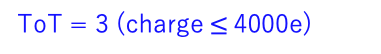 ToT = 3 (charge ≤ 4000e)